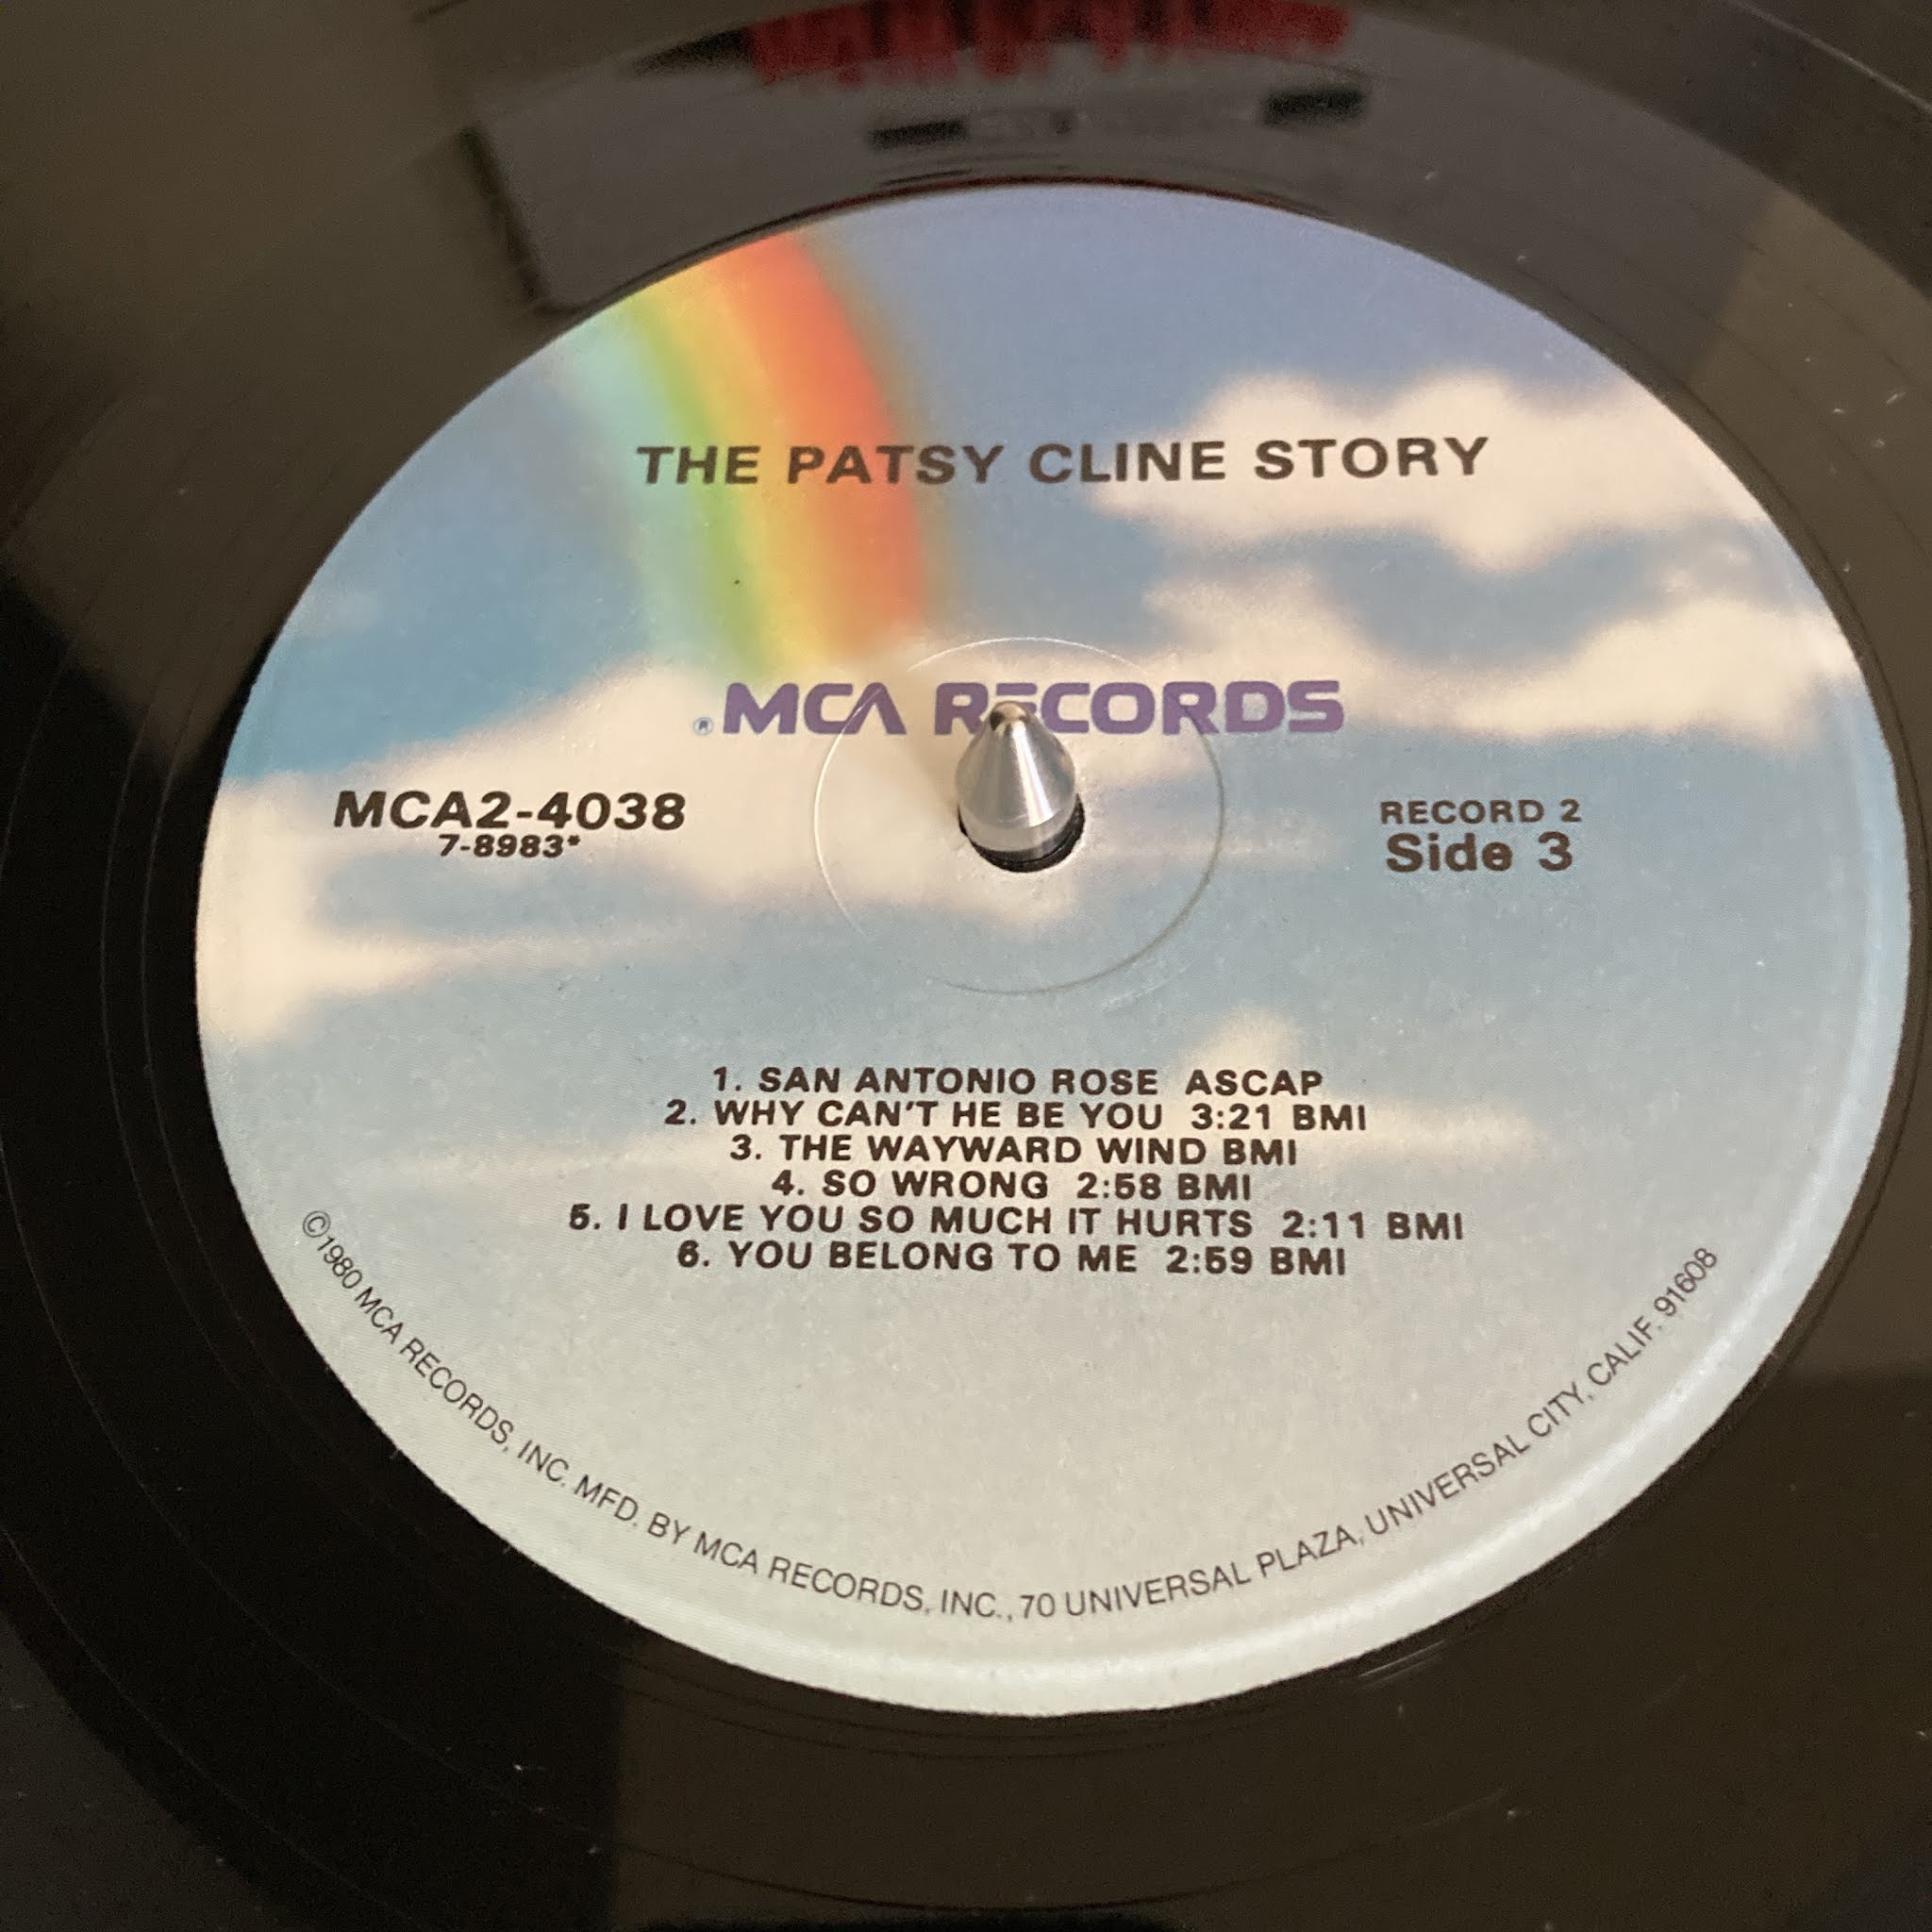 THE PATSY CLINE STORY
® MCA RECORDS
MCA2-4038
7-8983*
RECORD 2
Side 3
1. SAN ANTONIO ROSE ASCAP
2. WHY CAN'T HE BE YOU 3:21 BMI
3. THE WAYWARD WIND BMI
4. SO WRONG 2:58 BMI
5. I LOVE YOU SO MUCH IT HURTS 2:11 BMI
6. YOU BELONG TO ME 2:59 BMI
©1980 MCA RECORDS, INC. MFD. BY MCA RECORDS, INC., 70 UNIVERSAL PLAZA, UNIVERSAL CITY, CALIF. 91608